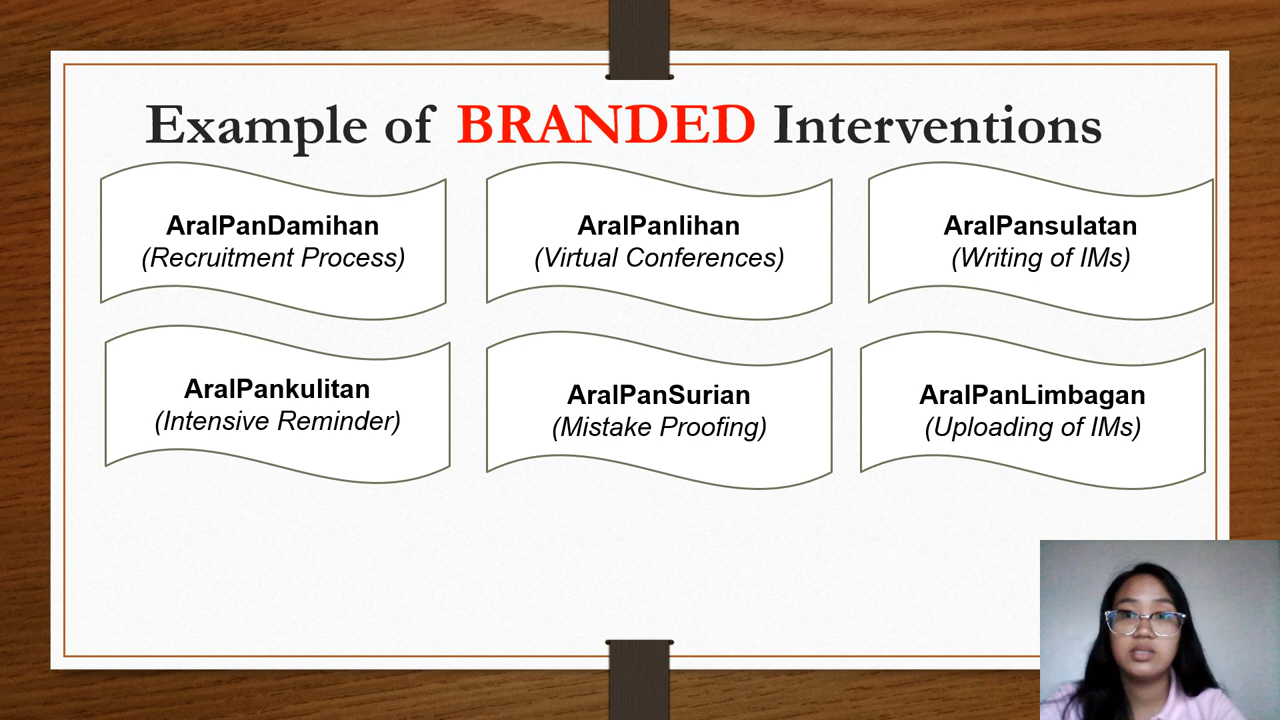 Example of BRANDED Interventions
AralPanDamihan
(Recruitment Process)
AralPanlihan
(Virtual Conferences)
AralPansulatan
(Writing of IMs)
AralPankulitan
(Intensive Reminder)
AralPanSurian
(Mistake Proofing)
AralPanLimbagan
(Uploading of IMs)